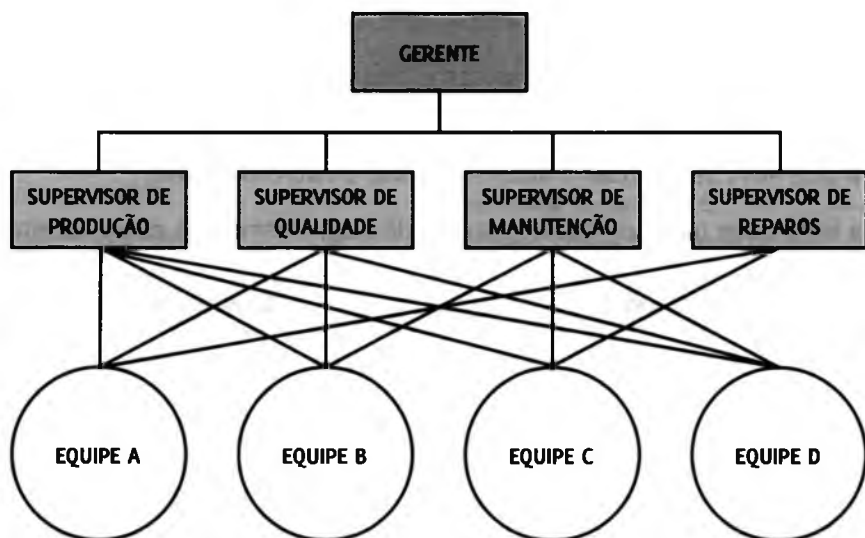 GERENTE
SUPERVISOR DE
PRODUÇÃO
SUPERVISOR DE
QUALIDADE
SUPERVISOR DE
MANUTENÇÃO
SUPERVISOR DE
REPAROS
EQUIPE A
EQUIPE B
EQUIPE C
EQUIPE D